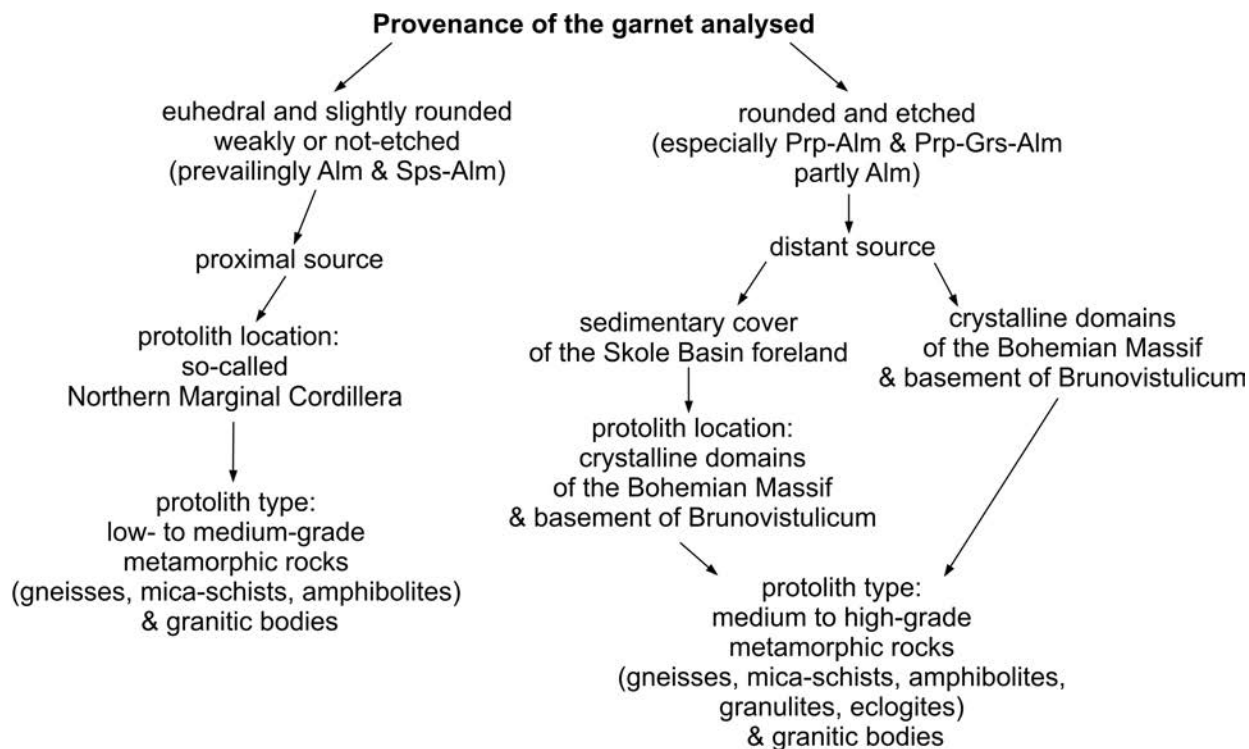 Provenance of the garnet analysed
euhedral and slightly rounded
weakly or not-etched
(prevailingly Alm & Sps-Alm)
proximal source
protolith location:
so-called
Northern Marginal Cordillera
protolith type:
low- to medium-grade
metamorphic rocks
(gneisses, mica-schists, amphibolites)
& granitic bodies
rounded and etched
(especially Prp-Alm & Prp-Grs-Alm
partly Alm)
distant source
sedimentary cover
of the Skole Basin foreland
protolith location:
crystalline domains
of the Bohemian Massif
& basement of Brunovistulicum
crystalline domains
of the Bohemian Massif
& basement of Brunovistulicum
protolith type:
medium to high-grade
metamorphic rocks
(gneisses, mica-schists, amphibolites,
granulites, eclogites)
& granitic bodies